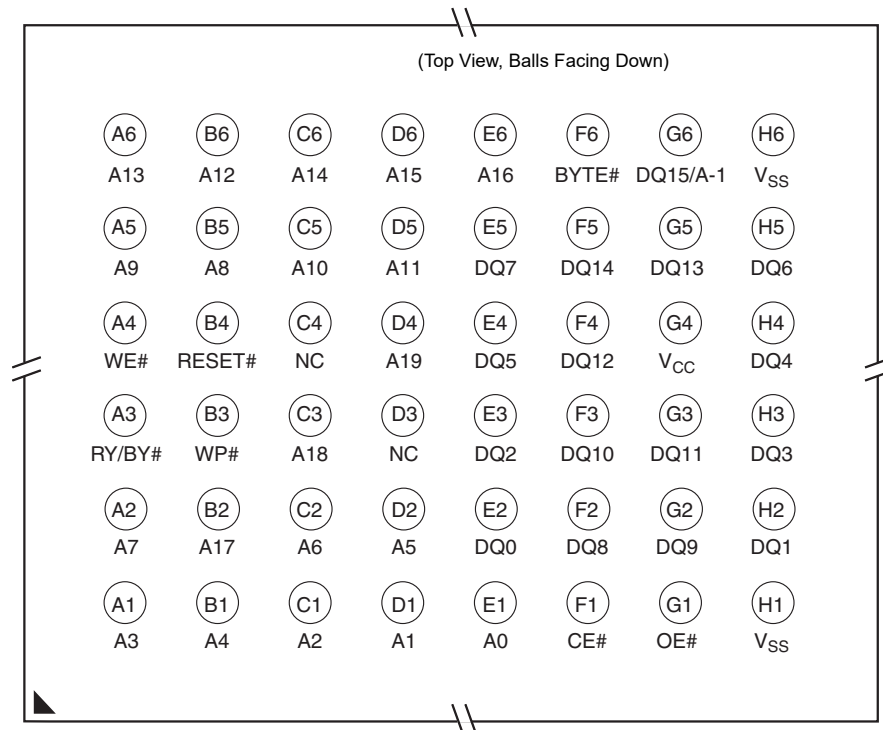 (Top View, Balls Facing Down)
A6 B6 C6 D6 E6 F6 G6 H6
A13 A12 A14 A15 A16 BYTE# DQ15/A-1 VSS
A5 B5 C5 D5 E5 F5 G5 H5
A9 A8 A10 A11 DQ7 DQ14 DQ13 DQ6
A4 B4 C4 D4 E4 F4 G4 H4
WE# RESET# NC A19 DQ5 DQ12 VCC DQ4
A3 B3 C3 D3 E3 F3 G3 H3
RY/BY# WP# A18 NC DQ2 DQ10 DQ11 DQ3
A2 B2 C2 D2 E2 F2 G2 H2
A7 A17 A6 A5 DQ0 DQ8 DQ9 DQ1
A1 B1 C1 D1 E1 F1 G1 H1
A3 A4 A2 A1 A0 CE# OE# VSS